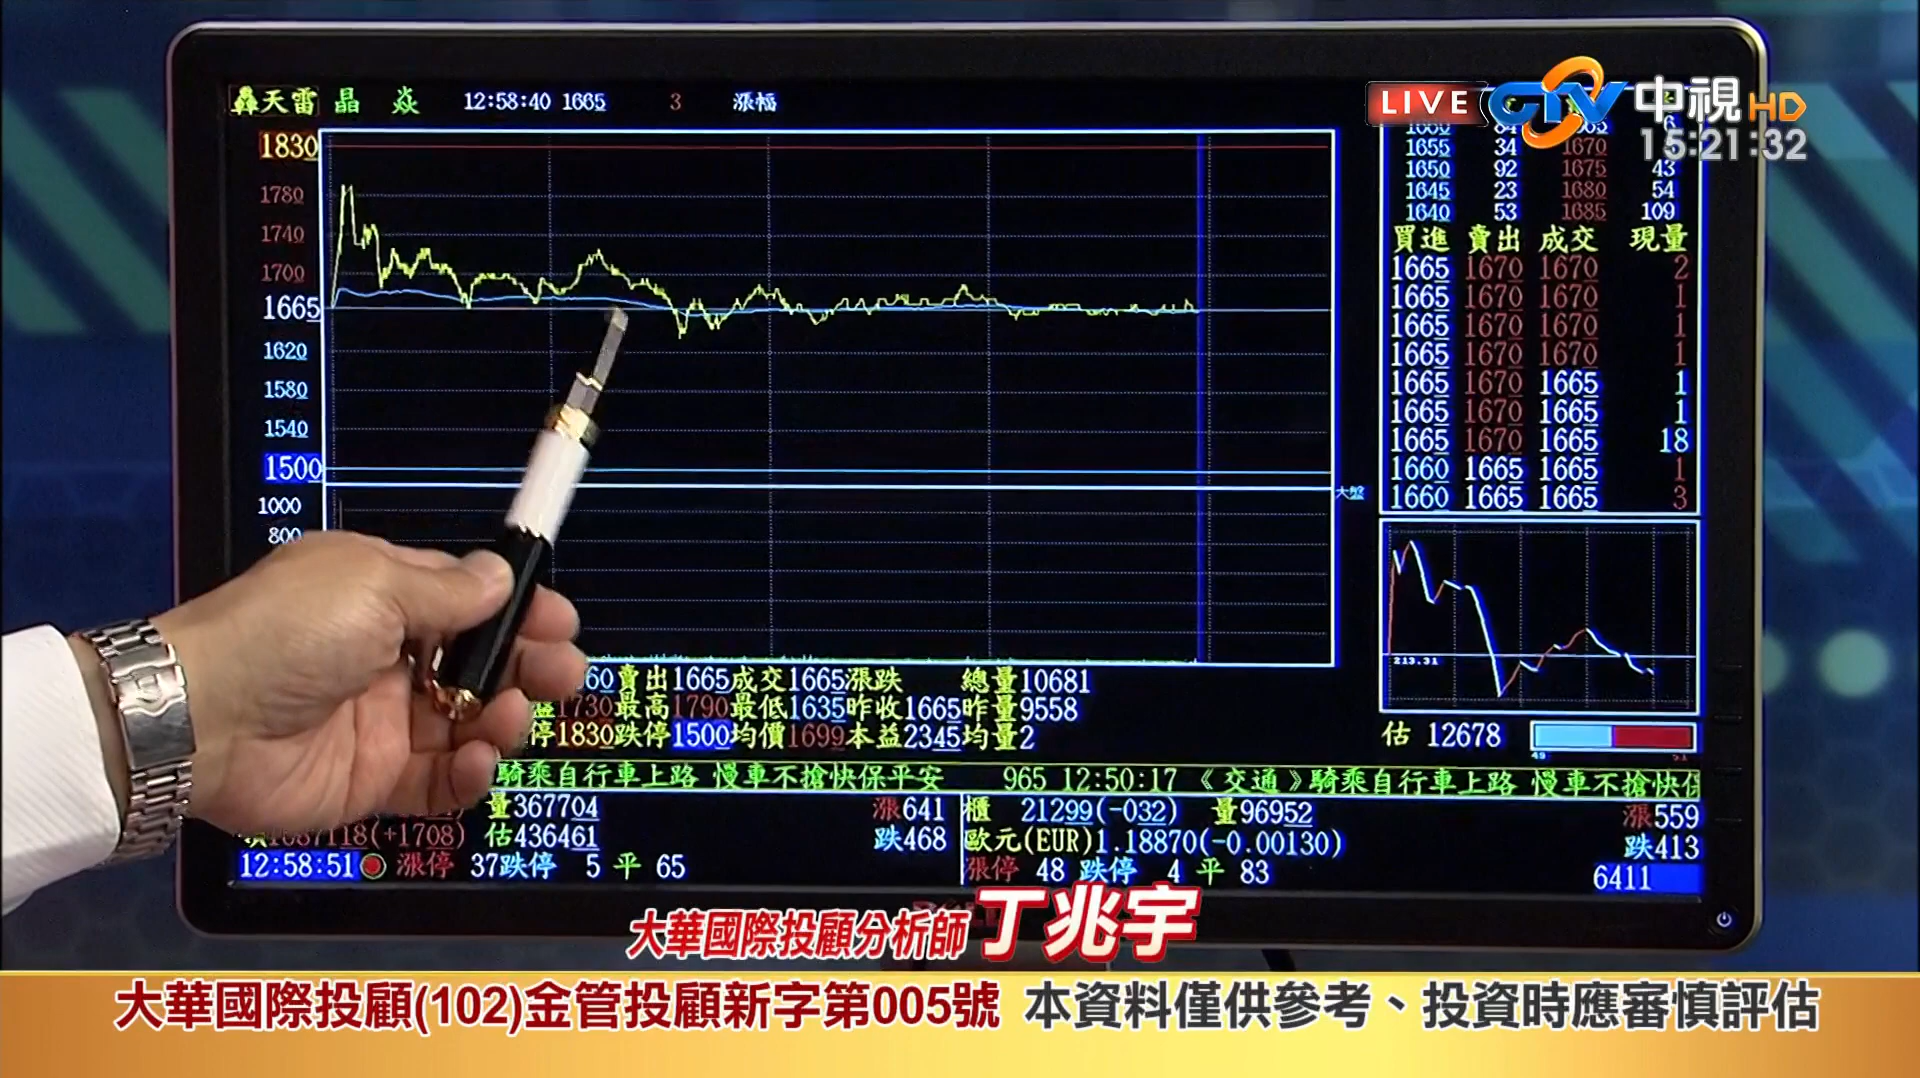 轟天雷 晶 焱 12:58:40 1665 3 漲幅
LIVE CTV 中視 HD
15:21:32
1830
1780
1740
1700
1665
1620
1580
1540
1500
1000
800
大盤
1655 34 1670
1650 92 1675 43
1645 23 1680 54
1640 53 1685 109
買進 賣出 成交 現量
1665 1670 1670 2
1665 1670 1670 1
1665 1670 1670 1
1665 1670 1670 1
1665 1670 1665 1
1665 1670 1665 1
1665 1670 1665 18
1660 1665 1665 1
1660 1665 1665 3
213.31
估 12678
49 51
60賣出1665成交1665漲跌 總量10681
盤1730最高1790最低1635昨收1665昨量9558
停1830跌停1500均價1699本益2345均量2
騎乘自行車上路 慢車不搶快保平安 965 12:50:17 《交通》騎乘自行車上路 慢車不搶快保
量367704 漲641 櫃 21299(-032) 量96952 漲559
(+1708) 估436461 跌468 歐元(EUR)1.18870(-0.00130) 跌413
12:58:51 漲停 37跌停 5 平 65 漲停 48 跌停 4 平 83 6411
大華國際投顧分析師 丁兆宇
大華國際投顧(102)金管投顧新字第005號 本資料僅供參考、投資時應審慎評估